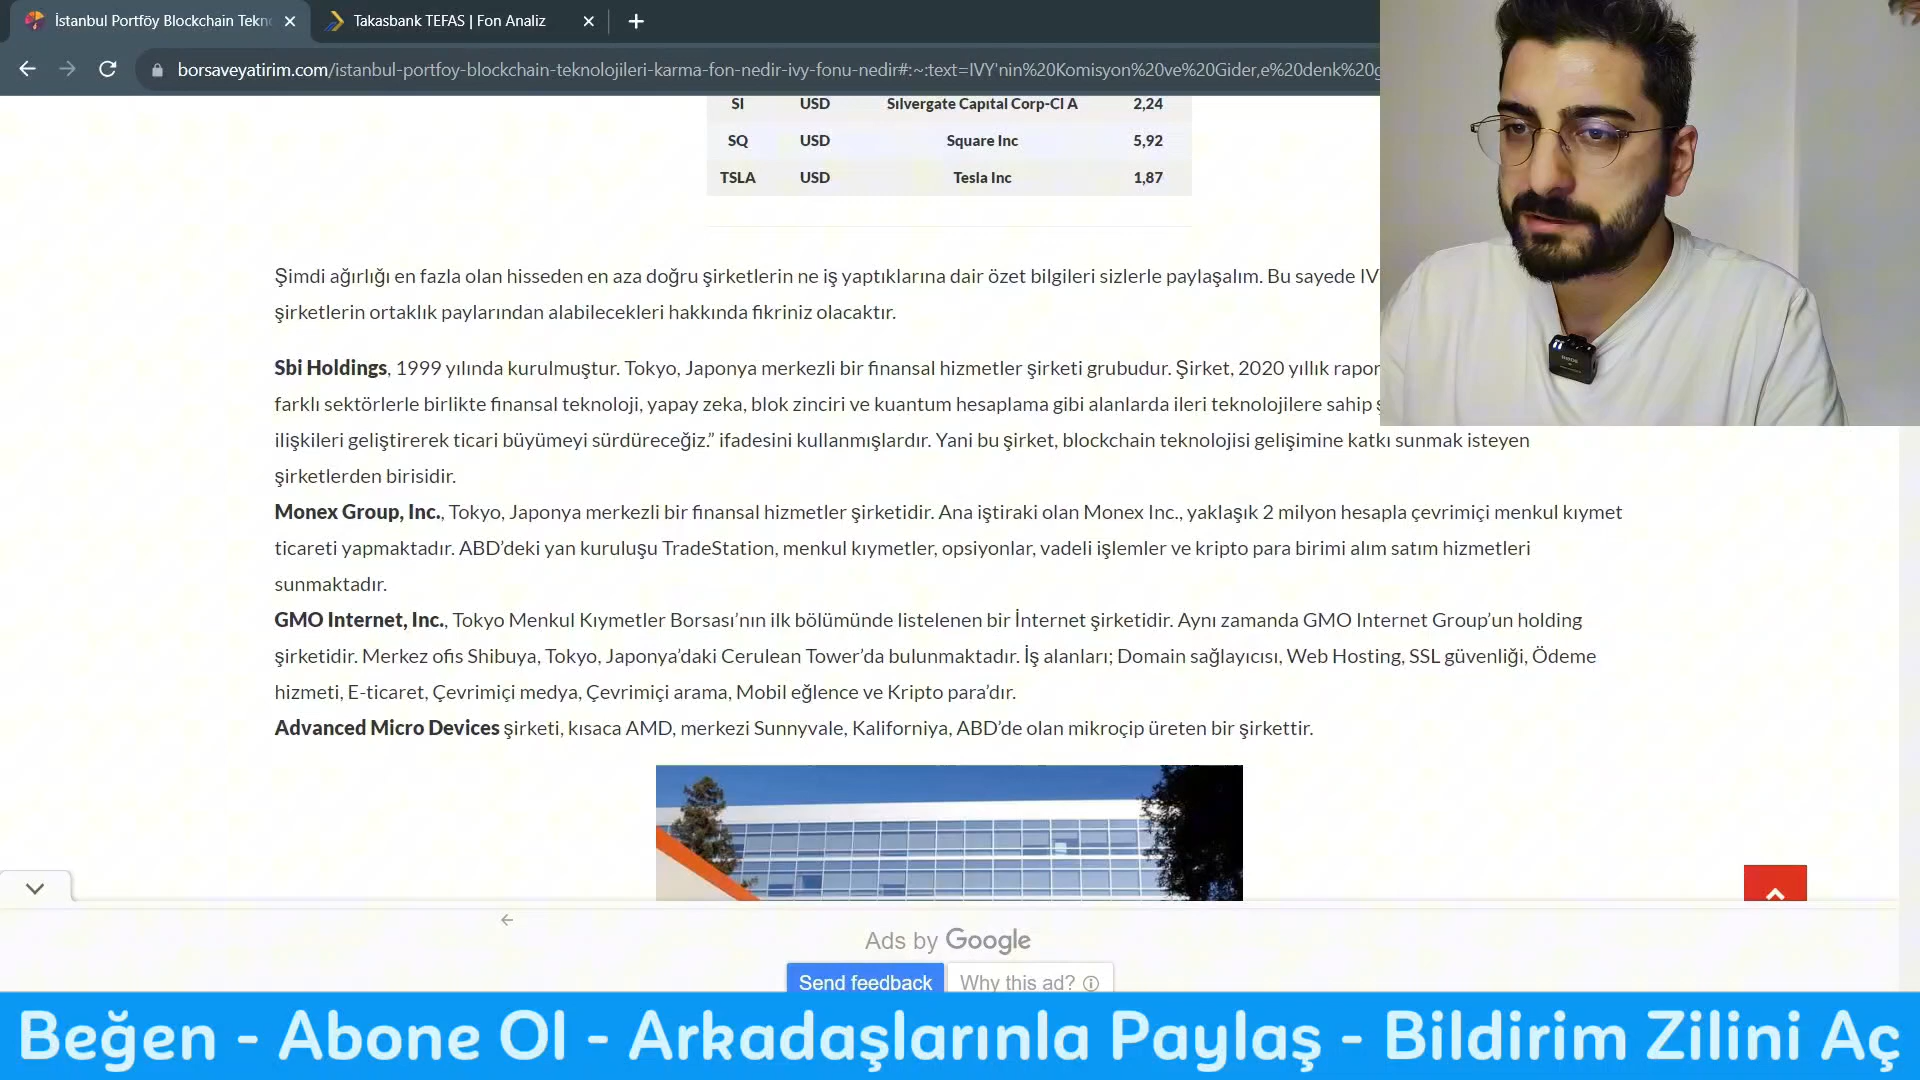 İstanbul Portföy Blockchain Tekno
Takasbank TEFAS | Fon Analiz
borsaveyatirim.com/istanbul-portfoy-blockchain-teknolojileri-karma-fon-nedir-ivy-fonu-nedir#:~:text=IVY'nin%20Komisyon%20ve%20Gider,e%20denk%20g
SI USD Silvergate Capital Corp-Cl A 2,24
SQ USD Square Inc 5,92
TSLA USD Tesla Inc 1,87
Şimdi ağırlığı en fazla olan hisseden en aza doğru şirketlerin ne iş yaptıklarına dair özet bilgileri sizlerle paylaşalım. Bu sayede IV
şirketlerin ortaklık paylarından alabilecekleri hakkında fikriniz olacaktır.
Sbi Holdings, 1999 yılında kurulmuştur. Tokyo, Japonya merkezli bir finansal hizmetler şirketi grubudur. Şirket, 2020 yıllık rapor
farklı sektörlerle birlikte finansal teknoloji, yapay zeka, blok zinciri ve kuantum hesaplama gibi alanlarda ileri teknolojilere sahip ş
ilişkileri geliştirerek ticari büyümeyi sürdüreceğiz.” ifadesini kullanmışlardır. Yani bu şirket, blockchain teknolojisi gelişimine katkı sunmak isteyen
şirketlerden birisidir.
Monex Group, Inc., Tokyo, Japonya merkezli bir finansal hizmetler şirketidir. Ana iştiraki olan Monex Inc., yaklaşık 2 milyon hesapla çevrimiçi menkul kıymet
ticareti yapmaktadır. ABD’deki yan kuruluşu TradeStation, menkul kıymetler, opsiyonlar, vadeli işlemler ve kripto para birimi alım satım hizmetleri
sunmaktadır.
GMO Internet, Inc., Tokyo Menkul Kıymetler Borsası’nın ilk bölümünde listelenen bir İnternet şirketidir. Aynı zamanda GMO Internet Group’un holding
şirketidir. Merkez ofis Shibuya, Tokyo, Japonya’daki Cerulean Tower’da bulunmaktadır. İş alanları; Domain sağlayıcısı, Web Hosting, SSL güvenliği, Ödeme
hizmeti, E-ticaret, Çevrimiçi medya, Çevrimiçi arama, Mobil eğlence ve Kripto para’dır.
Advanced Micro Devices şirketi, kısaca AMD, merkezi Sunnyvale, Kaliforniya, ABD’de olan mikroçip üreten bir şirkettir.
Ads by Google
Send feedback
Why this ad?
Beğen - Abone Ol - Arkadaşlarınla Paylaş - Bildirim Zilini Aç